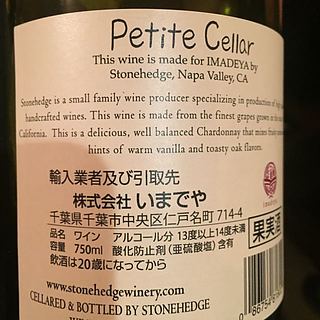 Petite Cellar
This wine is made for IMADEYA by
Stonehedge, Napa Valley, CA
Stonehedge is a small family wine producer specializing in production of
handcrafted wines. This wine is made from the finest grapes grown
California. This is a delicious, well balanced Chardonnay that
hints of warm vanilla and toasty oak flavors.
輸入業者及び引取先
株式会社 いまでや
千葉県千葉市中央区仁戸名町 714-4
品名 ワイン アルコール分 13度以上14度未満
容量 750ml 酸化防止剤(亜硫酸塩)含有
飲酒は20歳になってから
果実酒
imadeya
www.stonehedgewinery.com
CELLARED & BOTTLED BY STONEHEDGE